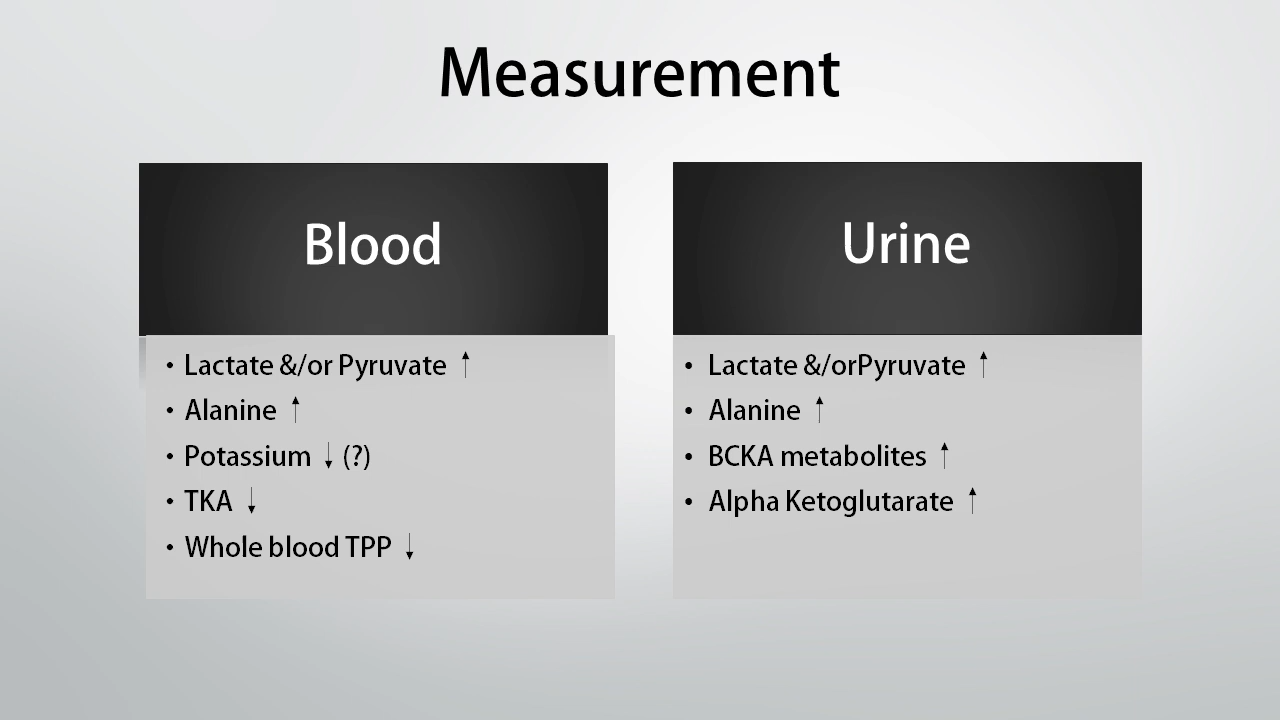 Measurement
Blood
• Lactate &/or Pyruvate ↑
• Alanine ↑
• Potassium ↓ (?)
• TKA ↓
• Whole blood TPP ↓
Urine
• Lactate &/orPyruvate ↑
• Alanine ↑
• BCKA metabolites ↑
• Alpha Ketoglutarate ↑